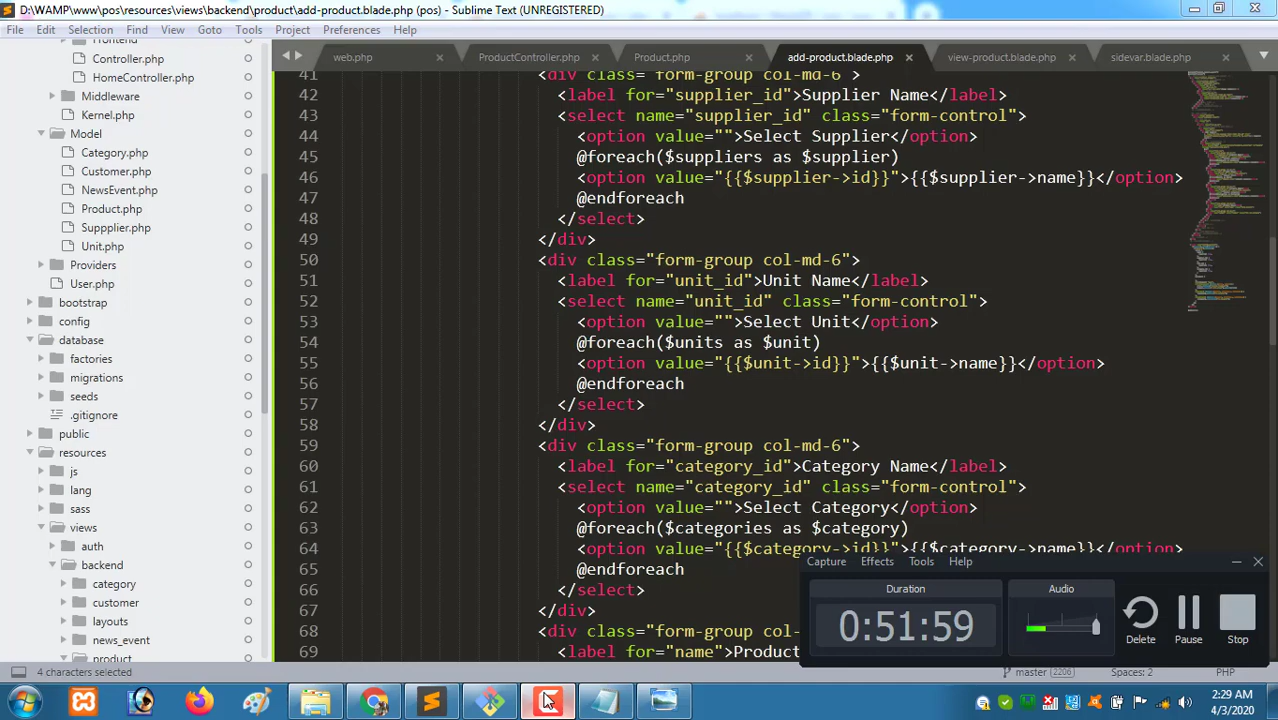 D:\WAMP\www\pos\resources\views\backend\product\add-product.blade.php (pos) - Sublime Text (UNREGISTERED)
File Edit Selection Find View Goto Tools Project Preferences Help
Frontend
Controller.php
HomeController.php
Middleware
Kernel.php
Model
Category.php
Customer.php
NewsEvent.php
Product.php
Suppplier.php
Unit.php
Providers
User.php
bootstrap
config
database
factories
migrations
seeds
.gitignore
public
resources
js
lang
sass
views
auth
backend
category
customer
layouts
news_event
product
web.php ProductController.php Product.php add-product.blade.php view-product.blade.php sidevar.blade.php
41 <div class="form-group col-md-6">
42 <label for="supplier_id">Supplier Name</label>
43 <select name="supplier_id" class="form-control">
44 <option value="">Select Supplier</option>
45 @foreach($suppliers as $supplier)
46 <option value="{{$supplier->id}}">{{$supplier->name}}</option>
47 @endforeach
48 </select>
49 </div>
50 <div class="form-group col-md-6">
51 <label for="unit_id">Unit Name</label>
52 <select name="unit_id" class="form-control">
53 <option value="">Select Unit</option>
54 @foreach($units as $unit)
55 <option value="{{$unit->id}}">{{$unit->name}}</option>
56 @endforeach
57 </select>
58 </div>
59 <div class="form-group col-md-6">
60 <label for="category_id">Category Name</label>
61 <select name="category_id" class="form-control">
62 <option value="">Select Category</option>
63 @foreach($categories as $category)
64 <option value="{{$category->id}}">{{$category->name}}</option>
65 @endforeach
66 </select>
67 </div>
68 <div class="form-group col-
69 <label for="name">Product
Capture Effects Tools Help
Duration
0:51:59
Audio
Delete
Pause
Stop
4 characters selected
master 2206
Spaces: 2
PHP
2:29 AM
4/3/2020